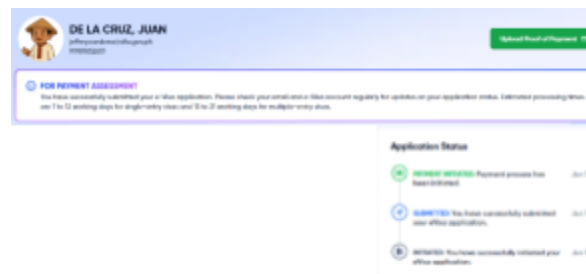 DE LA CRUZ, JUAN
Upload Proof of Payment
FOR PAYMENT ASSESSMENT
You have successfully submitted your e-Visa application. Please check your email and e-Visa account regularly for updates on your application status. Estimated processing times
are 7 to 12 working days for single-entry visas and 15 to 21 working days for multiple-entry visas.
Application Status
PAYMENT INITIATED: Payment process has
been initiated.
SUBMITTED: You have successfully submitted
your eVisa application.
INITIATED: You have successfully initiated your
eVisa application.